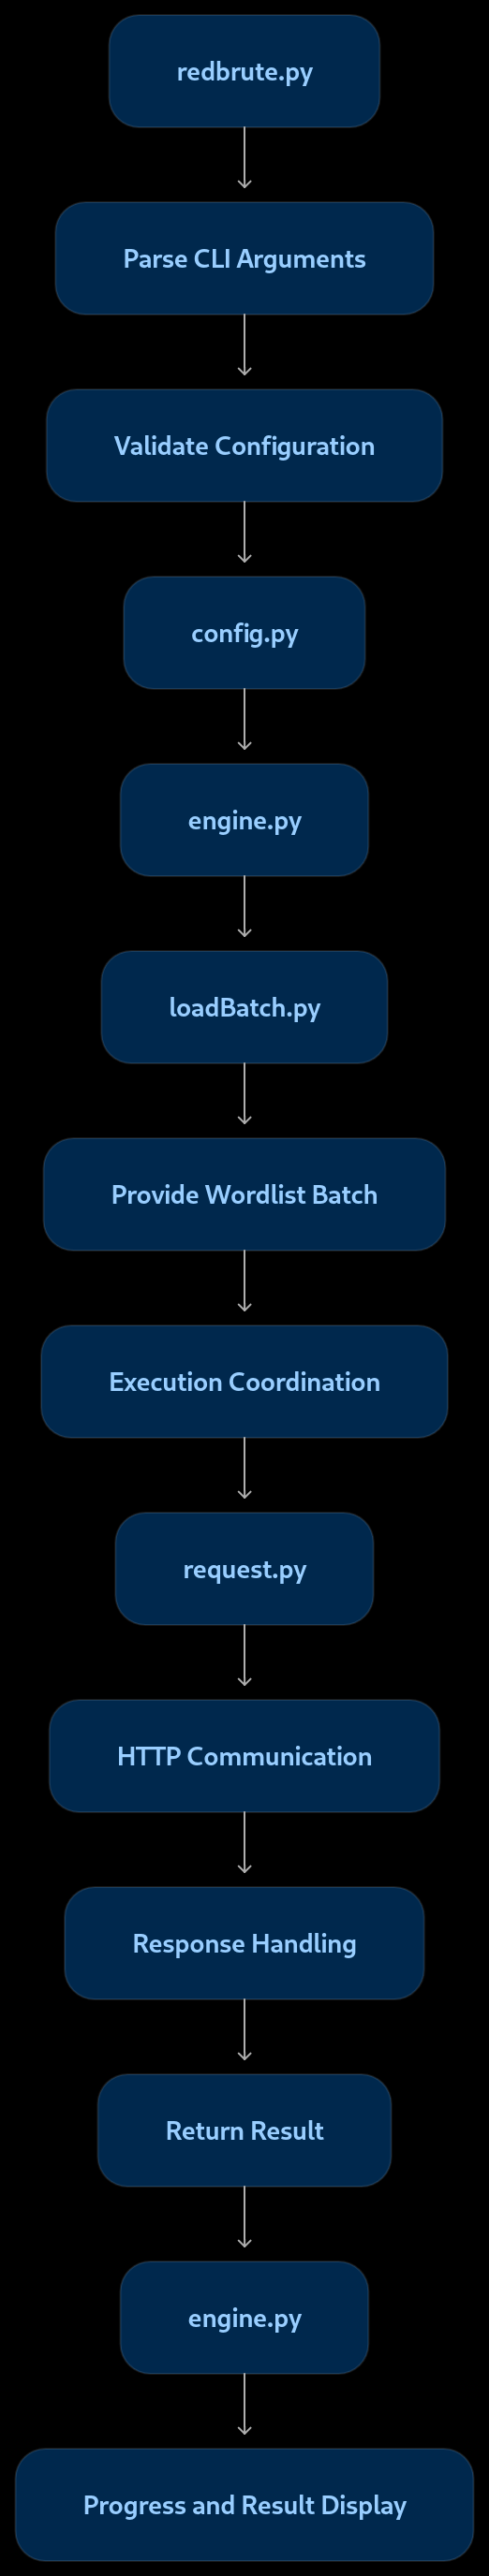 redbrute.py
Parse CLI Arguments
Validate Configuration
config.py
engine.py
loadBatch.py
Provide Wordlist Batch
Execution Coordination
request.py
HTTP Communication
Response Handling
Return Result
engine.py
Progress and Result Display